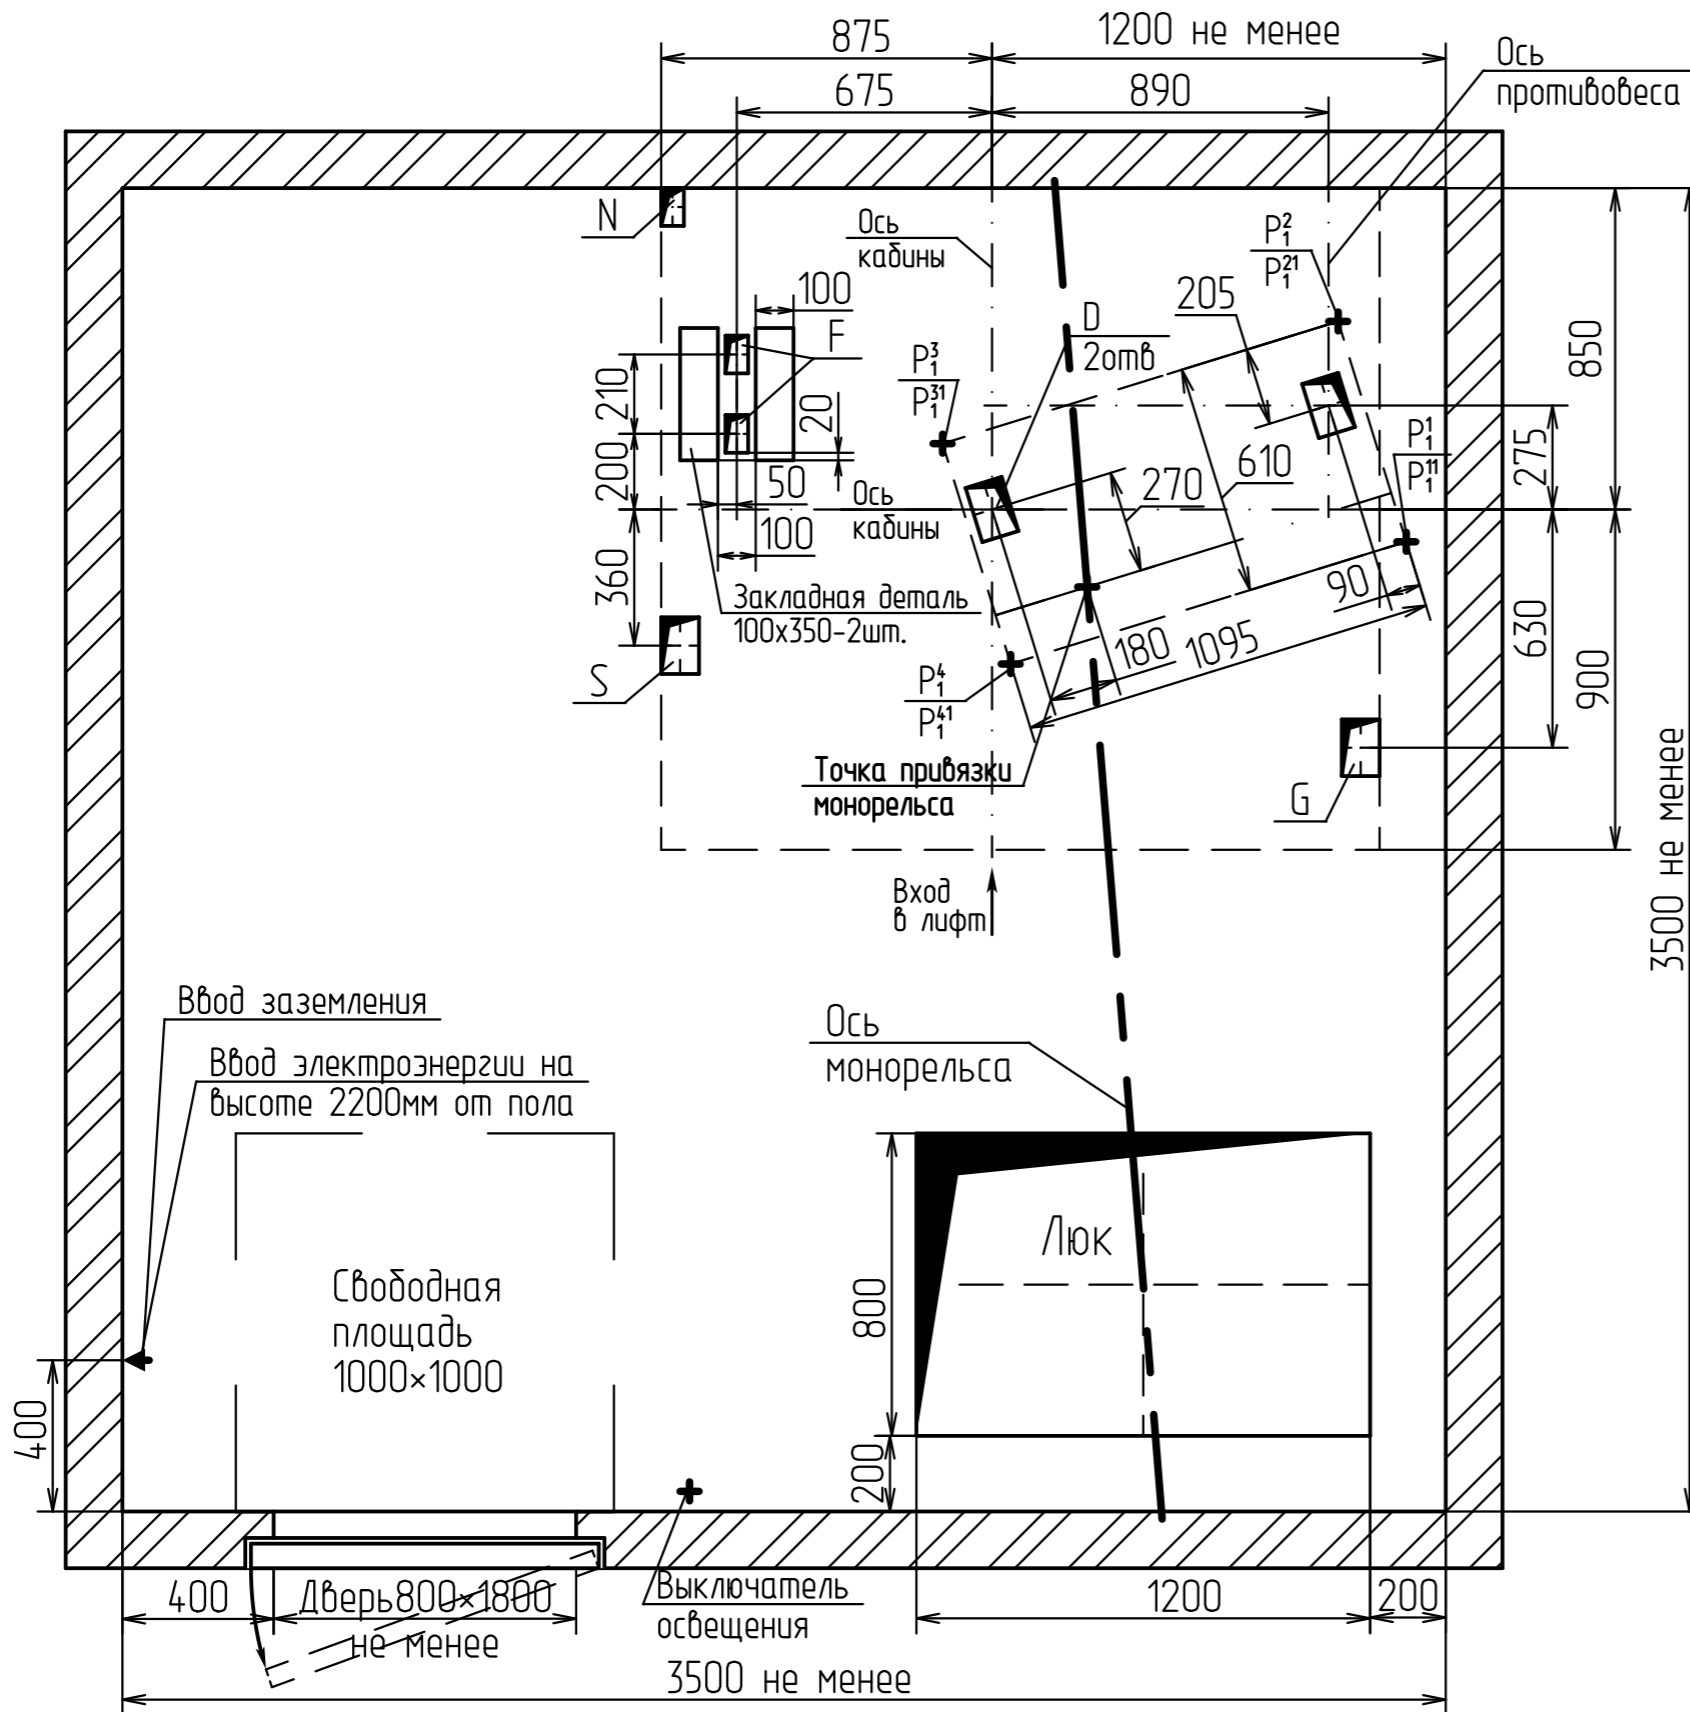 875
1200 не менее
Ось
противовеса
675
890
N
Ось
кабины
P₁²
P₁²¹
100
F
D
2отв
205
P₁³
P₁³¹
850
210
20
P₁¹
P₁¹¹
275
200
50
Ось
кабины
270
610
100
360
Закладная деталь
100х350-2шт.
90
180
1095
630
S
P₁⁴
P₁⁴¹
900
Точка привязки
монорельса
G
3500 не менее
Вход
в лифт
Ввод заземления
Ввод электроэнергии на
высоте 2200мм от пола
Ось
монорельса
Люк
800
Свободная
площадь
1000×1000
400
200
400
Дверь800×1800
не менее
Выключатель
освещения
1200
200
3500 не менее